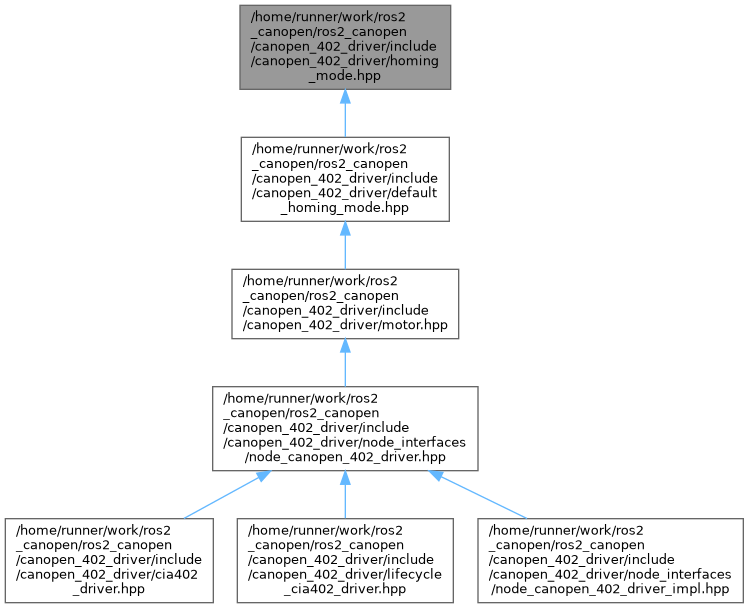 /home/runner/work/ros2
_canopen/ros2_canopen
/canopen_402_driver/include
/canopen_402_driver/homing
_mode.hpp
/home/runner/work/ros2
_canopen/ros2_canopen
/canopen_402_driver/include
/canopen_402_driver/default
_homing_mode.hpp
/home/runner/work/ros2
_canopen/ros2_canopen
/canopen_402_driver/include
/canopen_402_driver/motor.hpp
/home/runner/work/ros2
_canopen/ros2_canopen
/canopen_402_driver/include
/canopen_402_driver/node_interfaces
/node_canopen_402_driver.hpp
/home/runner/work/ros2
_canopen/ros2_canopen
/canopen_402_driver/include
/canopen_402_driver/cia402
_driver.hpp
/home/runner/work/ros2
_canopen/ros2_canopen
/canopen_402_driver/include
/canopen_402_driver/lifecycle
_cia402_driver.hpp
/home/runner/work/ros2
_canopen/ros2_canopen
/canopen_402_driver/include
/canopen_402_driver/node_interfaces
/node_canopen_402_driver_impl.hpp